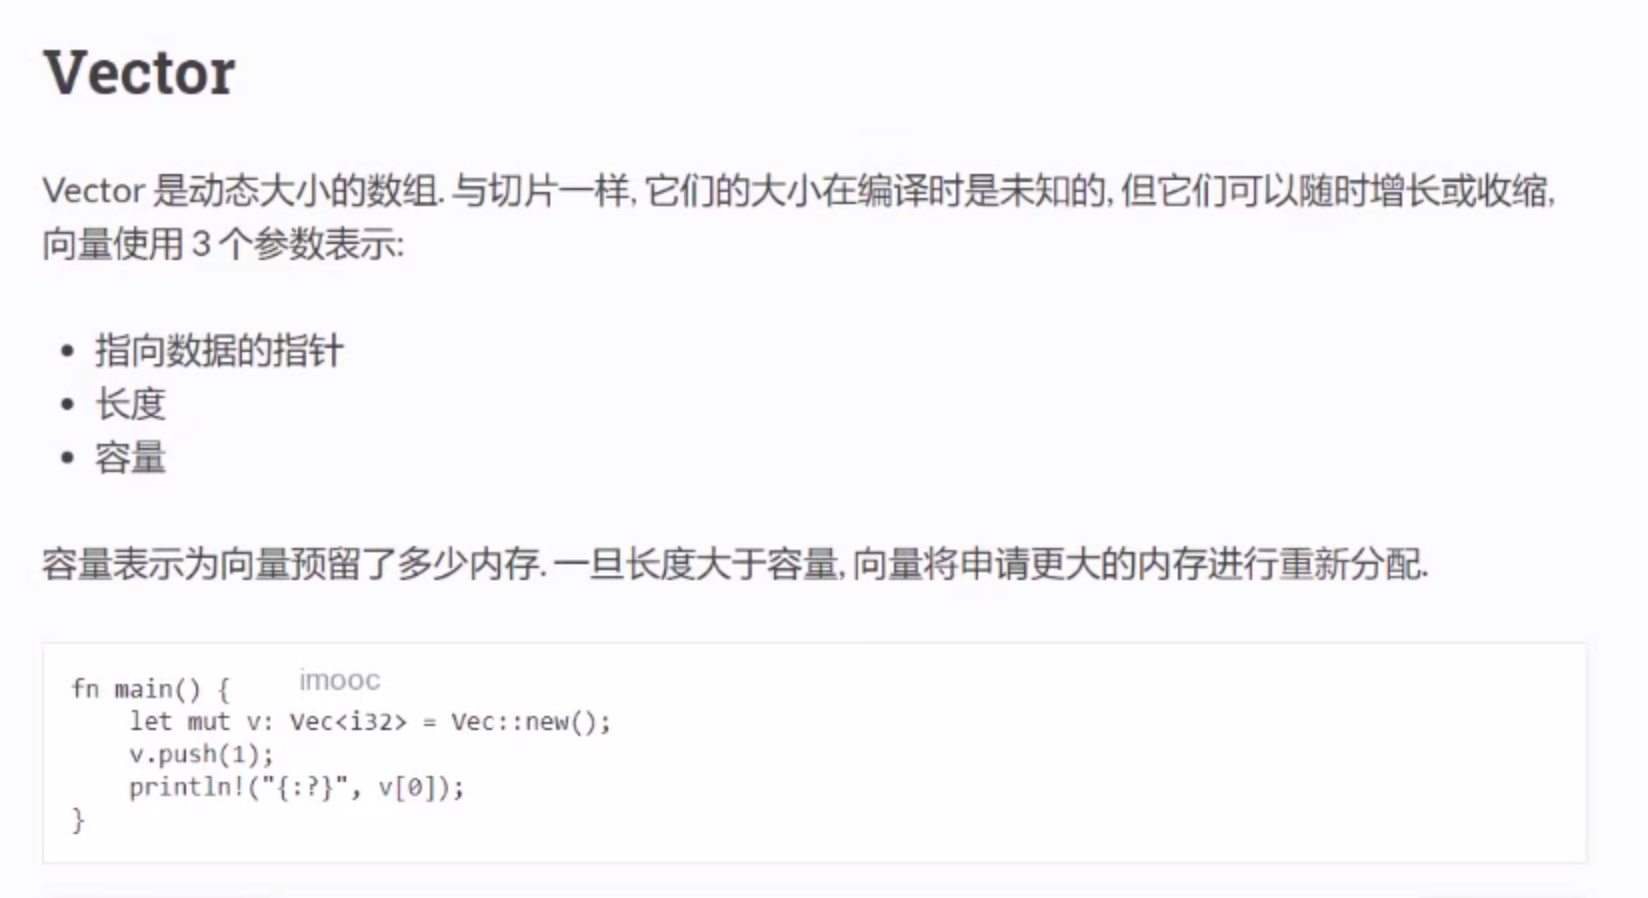 Vector
Vector 是动态大小的数组. 与切片一样, 它们的大小在编译时是未知的, 但它们可以随时增长或收缩,
向量使用 3 个参数表示:
• 指向数据的指针
• 长度
• 容量
容量表示为向量预留了多少内存. 一旦长度大于容量, 向量将申请更大的内存进行重新分配.
imooc
fn main() {
    let mut v: Vec<i32> = Vec::new();
    v.push(1);
    println!("{:?}", v[0]);
}